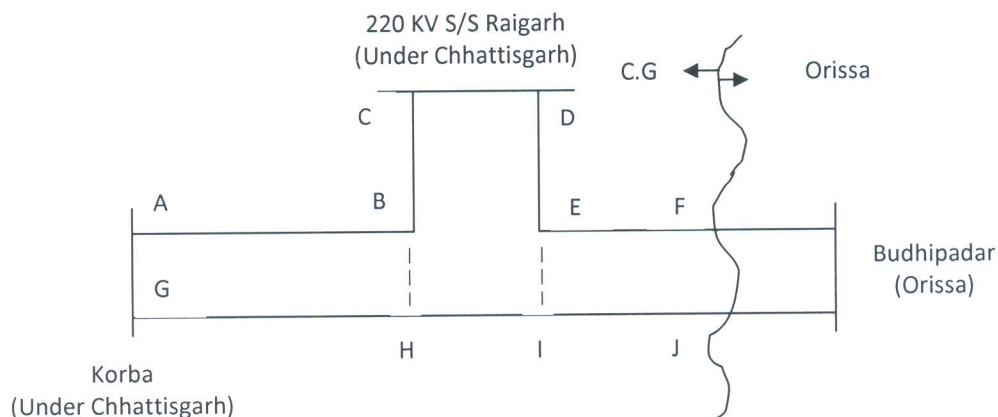 220 KV S/S Raigarh
(Under Chhattisgarh)
C.G
Orissa
C
D
A
B
E
F
G
Budhipadar
(Orissa)
H
I
J
Korba
(Under Chhattisgarh)